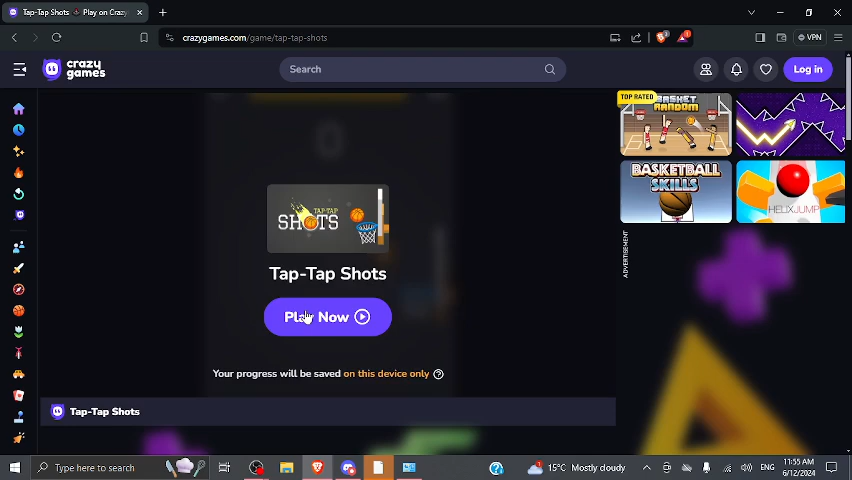 Tap-Tap Shots Play on Crazy
crazygames.com/game/tap-tap-shots
VPN
crazy games
Search
Log in
TOP RATED
BASKET RANDOM
BASKETBALL SKILLS
HELIX JUMP
0
TAP-TAP
SHOTS
Tap-Tap Shots
Play Now
Your progress will be saved on this device only
ADVERTISEMENT
Tap-Tap Shots
Type here to search
15°C Mostly cloudy
ENG
11:55 AM
6/12/2024